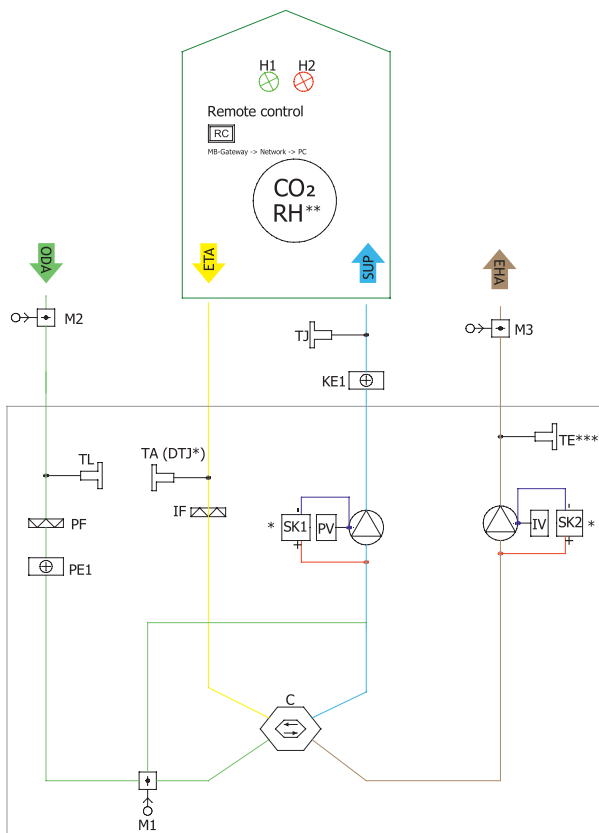 H1 H2
Remote control
RC
MB-Gateway -> Network -> PC
CO₂
RH**
ODA
ETA
SUP
EHA
M2
TJ
M3
KE1
TL
TA (DTJ*)
TE***
PF
IF
* SK1 PV
IV SK2 *
PE1
C
M1